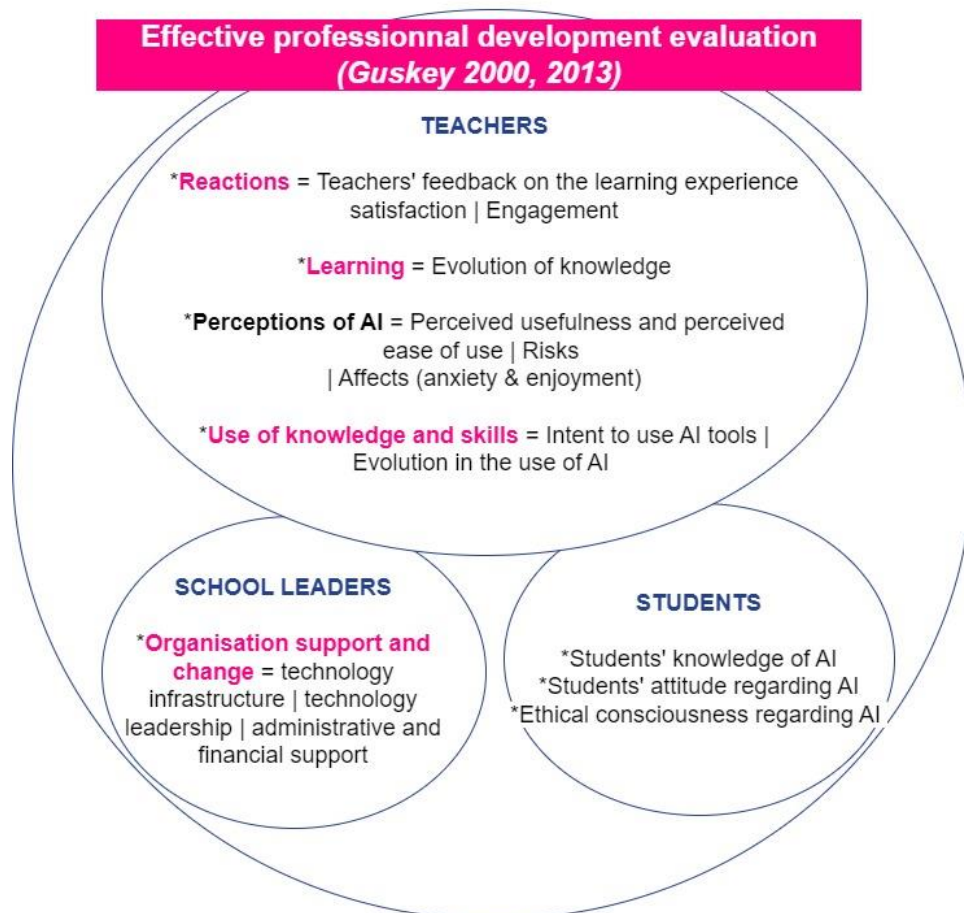 Effective professionnal development evaluation
(Guskey 2000, 2013)
TEACHERS
*Reactions = Teachers' feedback on the learning experience
satisfaction | Engagement
*Learning = Evolution of knowledge
*Perceptions of AI = Perceived usefulness and perceived
ease of use | Risks
| Affects (anxiety & enjoyment)
*Use of knowledge and skills = Intent to use AI tools |
Evolution in the use of AI
SCHOOL LEADERS
*Organisation support and
change = technology
infrastructure | technology
leadership | administrative and
financial support
STUDENTS
*Students' knowledge of AI
*Students' attitude regarding AI
*Ethical consciousness regarding AI